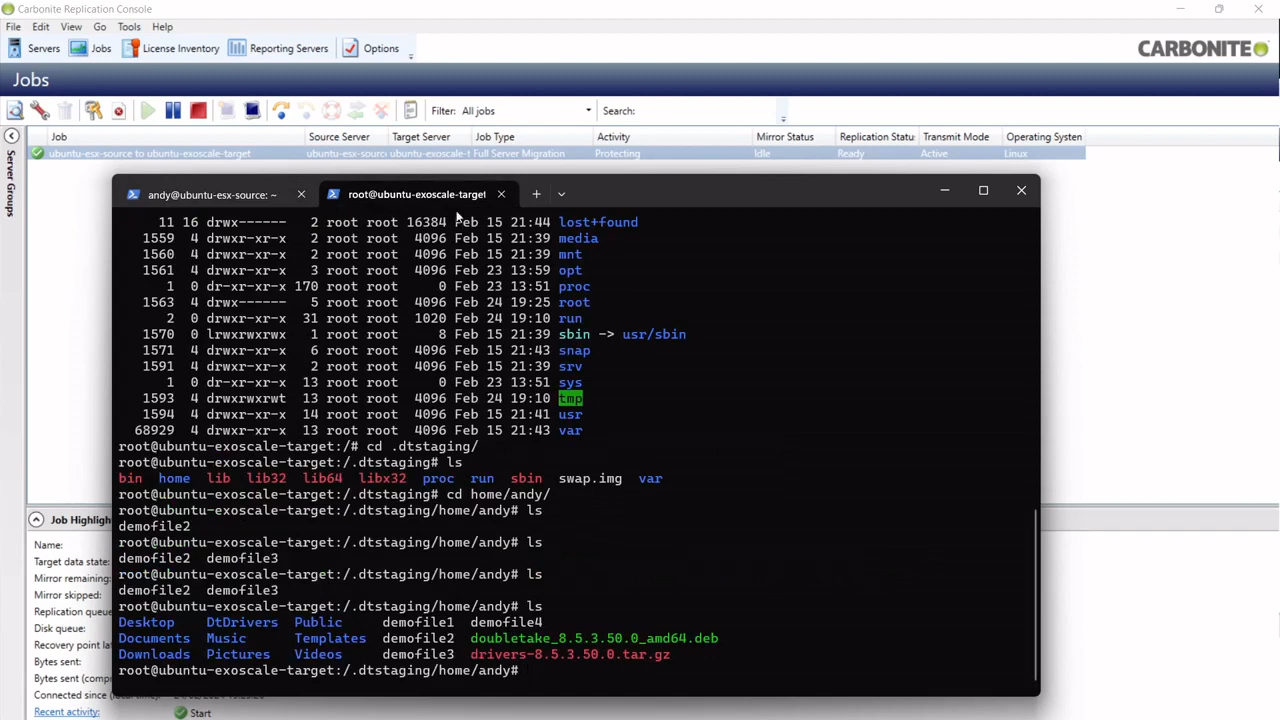 Carbonite Replication Console
File Edit View Go Tools Help
Servers Jobs License Inventory Reporting Servers Options
CARBONITE
Jobs
Filter: All jobs Search:
Job Source Server Target Server Job Type Activity Mirror Status Replication Statu Transmit Mode Operating System
ubuntu-esx-source to ubuntu-exoscale-target ubuntu-esx-sourc ubuntu-exoscale-t Full Server Migration Protecting Idle Ready Active Linux
Server Groups
andy@ubuntu-esx-source: ~ root@ubuntu-exoscale-target
11 16 drwx------ 2 root root 16384 Feb 15 21:44 lost+found
1559 4 drwxr-xr-x 2 root root 4096 Feb 15 21:39 media
1560 4 drwxr-xr-x 2 root root 4096 Feb 15 21:39 mnt
1561 4 drwxr-xr-x 3 root root 4096 Feb 23 13:59 opt
1 0 dr-xr-xr-x 170 root root 0 Feb 23 13:51 proc
1563 4 drwx------ 5 root root 4096 Feb 24 19:25 root
2 0 drwxr-xr-x 31 root root 1020 Feb 24 19:10 run
1570 0 lrwxrwxrwx 1 root root 8 Feb 15 21:39 sbin -> usr/sbin
1571 4 drwxr-xr-x 6 root root 4096 Feb 15 21:43 snap
1591 4 drwxr-xr-x 2 root root 4096 Feb 15 21:39 srv
1 0 dr-xr-xr-x 13 root root 0 Feb 23 13:51 sys
1593 4 drwxrwxrwt 13 root root 4096 Feb 24 19:10 tmp
1594 4 drwxr-xr-x 14 root root 4096 Feb 15 21:41 usr
68929 4 drwxr-xr-x 13 root root 4096 Feb 15 21:43 var
root@ubuntu-exoscale-target:/# cd .dtstaging/
root@ubuntu-exoscale-target:/.dtstaging# ls
bin home lib lib32 lib64 libx32 proc run sbin swap.img var
root@ubuntu-exoscale-target:/.dtstaging# cd home/andy/
root@ubuntu-exoscale-target:/.dtstaging/home/andy# ls
demofile2
root@ubuntu-exoscale-target:/.dtstaging/home/andy# ls
demofile2 demofile3
root@ubuntu-exoscale-target:/.dtstaging/home/andy# ls
demofile2 demofile3
root@ubuntu-exoscale-target:/.dtstaging/home/andy# ls
Desktop DtDrivers Public demofile1 demofile4
Documents Music Templates demofile2 doubletake_8.5.3.50.0_amd64.deb
Downloads Pictures Videos demofile3 drivers-8.5.3.50.0.tar.gz
root@ubuntu-exoscale-target:/.dtstaging/home/andy#
Job Highlig
Name:
Target data state:
Mirror remaining:
Mirror skipped:
Replication queue
Disk queue:
Recovery point lat
Bytes sent:
Bytes sent (compr
Connected since (
Recent activity: Start